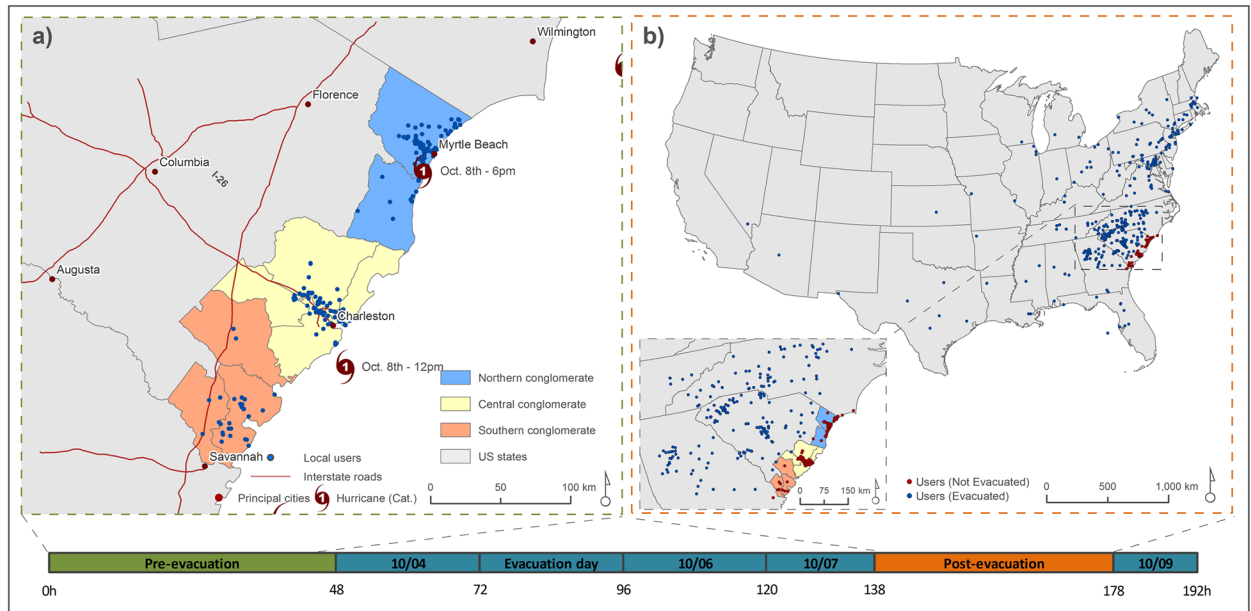 a)
Wilmington
Florence
Myrtle Beach
Columbia
I-26
1 Oct. 8th - 6pm
Augusta
Charleston
1 Oct. 8th - 12pm
Northern conglomerate
Central conglomerate
Southern conglomerate
US states
Savannah
Local users
Interstate roads
Principal cities
1 Hurricane (Cat.)
0 50 100 km
b)
Users (Not Evacuated)
Users (Evacuated)
0 75 150 km
0 500 1,000 km
Pre-evacuation 10/04 Evacuation day 10/06 10/07 Post-evacuation 10/09
0h 48 72 96 120 138 178 192h